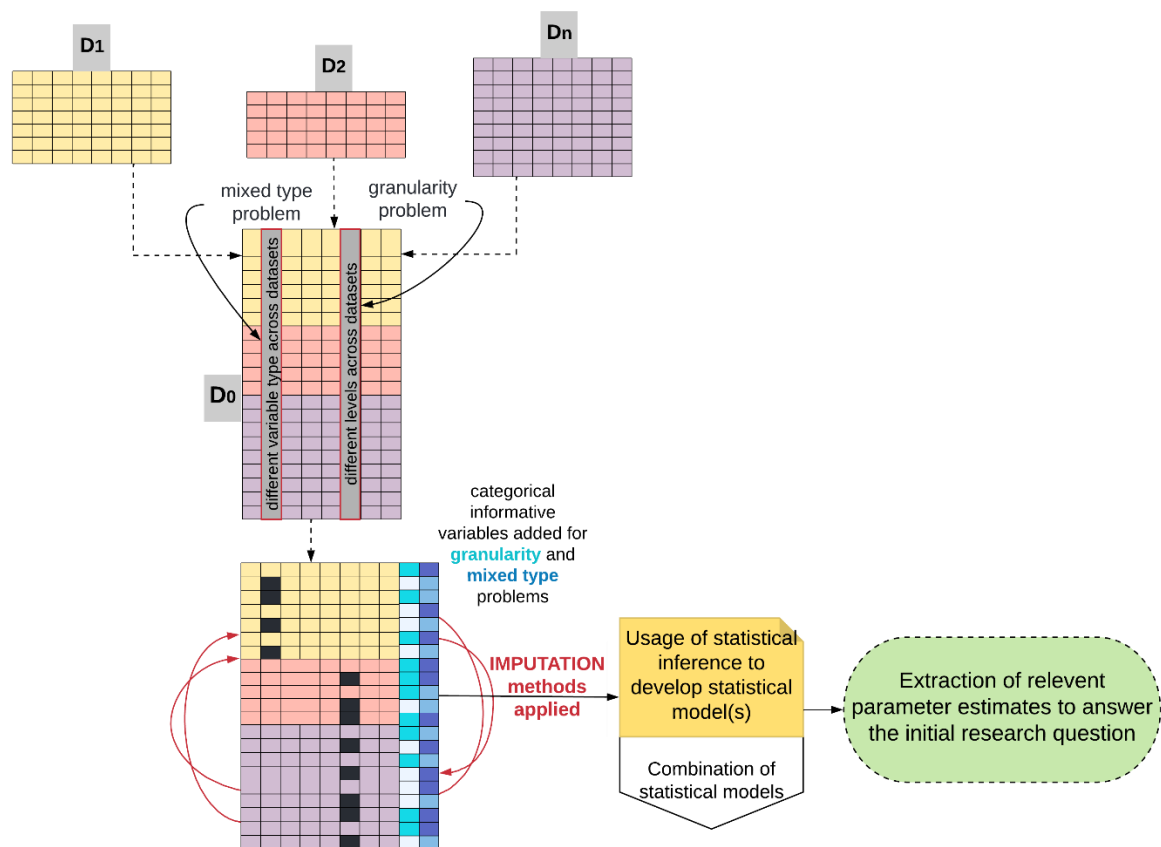 D1
D2
Dn
mixed type
problem
granularity
problem
different variable type across datasets
different levels across datasets
D0
categorical
informative
variables added for
granularity and
mixed type
problems
IMPUTATION
methods
applied
Usage of statistical
inference to
develop statistical
model(s)
Combination of
statistical models
Extraction of relevent
parameter estimates to answer
the initial research question